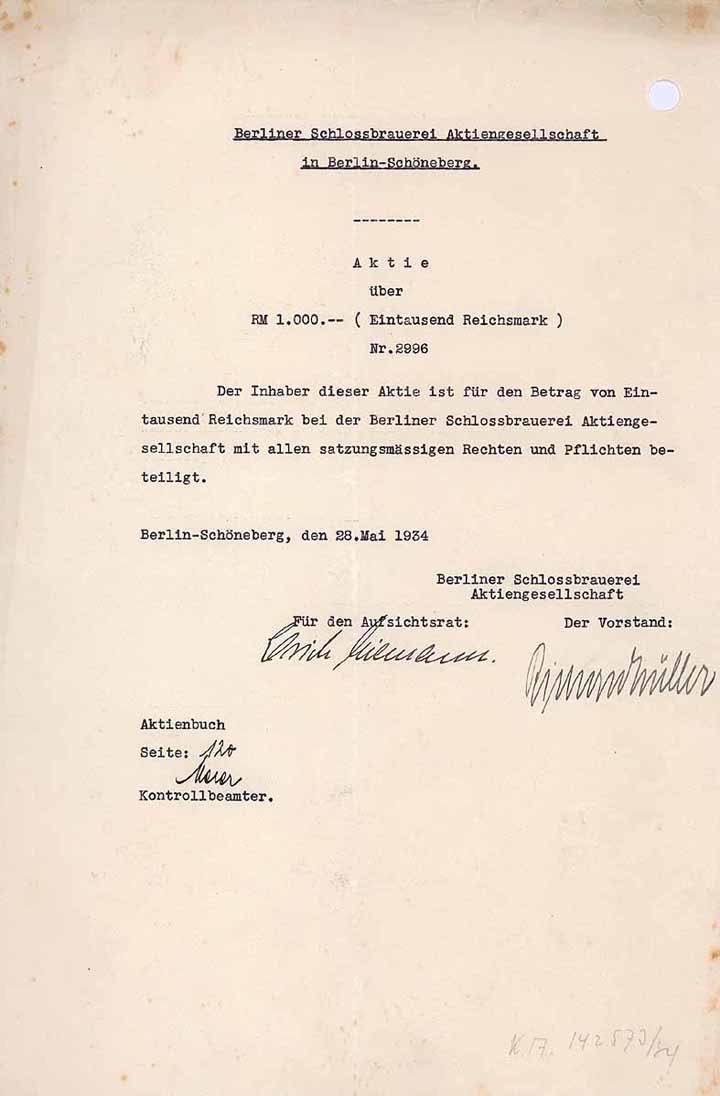 Berliner Schlossbrauerei Aktiengesellschaft
in Berlin-Schöneberg.
--------
A k t i e
über
RM 1.000.-- ( Eintausend Reichsmark )
Nr.2996
Der Inhaber dieser Aktie ist für den Betrag von Ein-
tausend Reichsmark bei der Berliner Schlossbrauerei Aktienge-
sellschaft mit allen satzungsmässigen Rechten und Pflichten be-
teiligt.
Berlin-Schöneberg, den 28.Mai 1934
Berliner Schlossbrauerei
Aktiengesellschaft
Für den Aufsichtsrat: Der Vorstand:
Aktienbuch
Seite: 120
Kontrollbeamter.